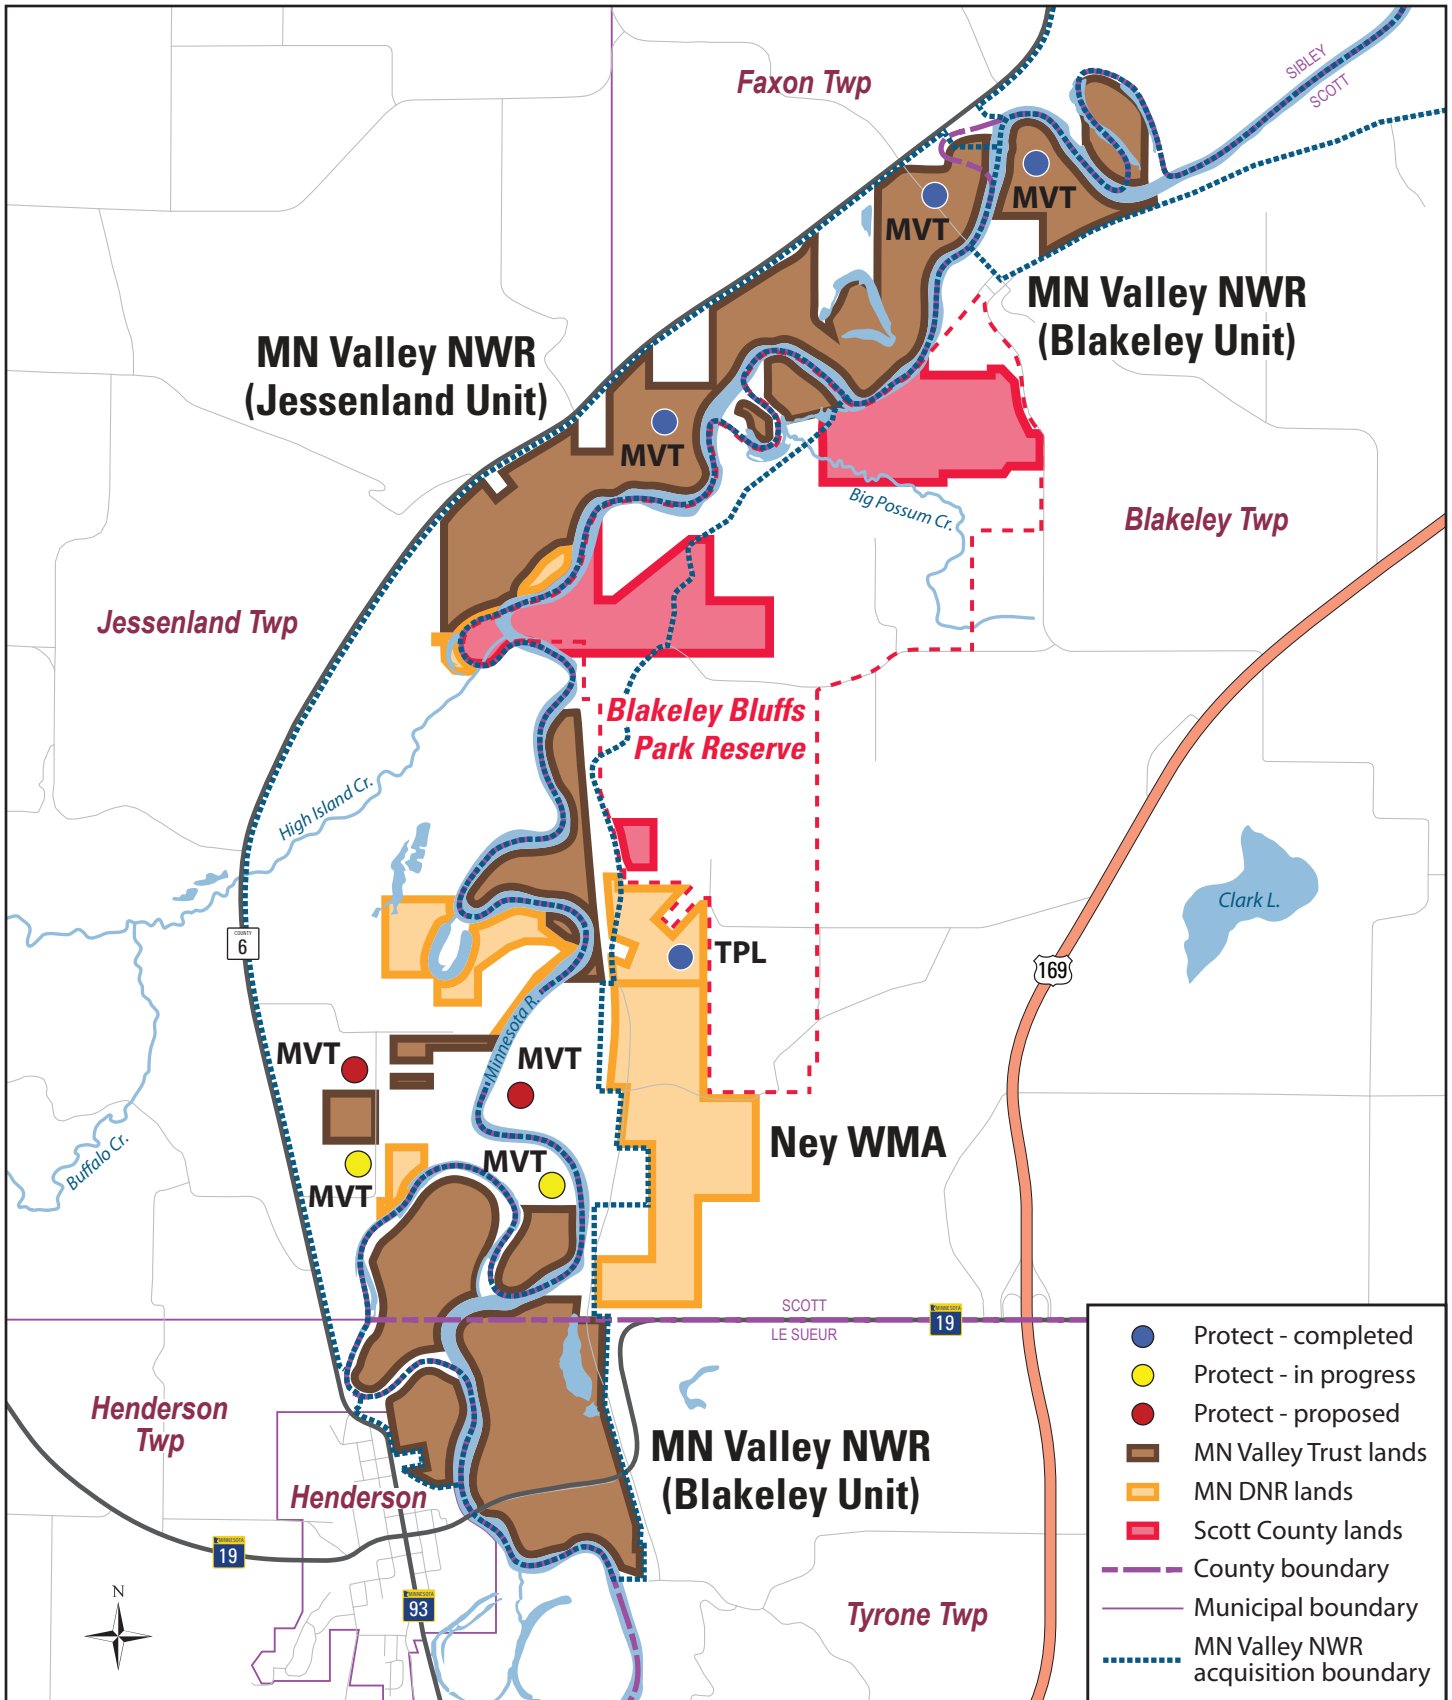 Faxon Twp
SIBLEY
SCOTT
MVT
MVT
MN Valley NWR
(Blakeley Unit)
MN Valley NWR
(Jessenland Unit)
MVT
Big Possum Cr.
Blakeley Twp
Jessenland Twp
Blakeley Bluffs
Park Reserve
High Island Cr.
Clark L.
COUNTY
6
TPL
169
Minnesota R.
MVT
MVT
Ney WMA
Buffalo Cr.
MVT
MVT
SCOTT
LE SUEUR
MINNESOTA
19
Henderson
Twp
MN Valley NWR
(Blakeley Unit)
Henderson
MINNESOTA
19
N
MINNESOTA
93
Tyrone Twp
Protect - completed
Protect - in progress
Protect - proposed
MN Valley Trust lands
MN DNR lands
Scott County lands
County boundary
Municipal boundary
MN Valley NWR
acquisition boundary